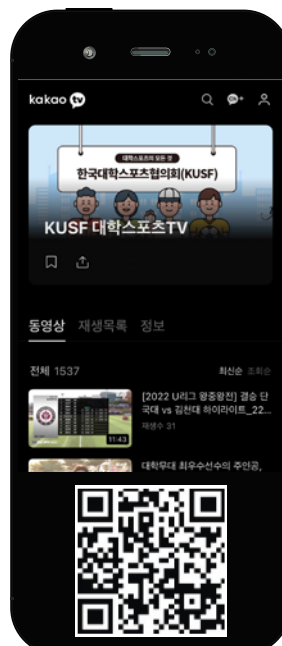 kakao tv
대학스포츠의 모든 것
한국대학스포츠협의회(KUSF)
KUSF 대학스포츠TV
동영상 재생목록 정보
전체 1537
최신순 조회순
[2022 U리그 왕중왕전] 결승 단
국대 vs 김천대 하이라이트_22...
재생수 31
11:43
대학무대 최우수선수의 주인공,